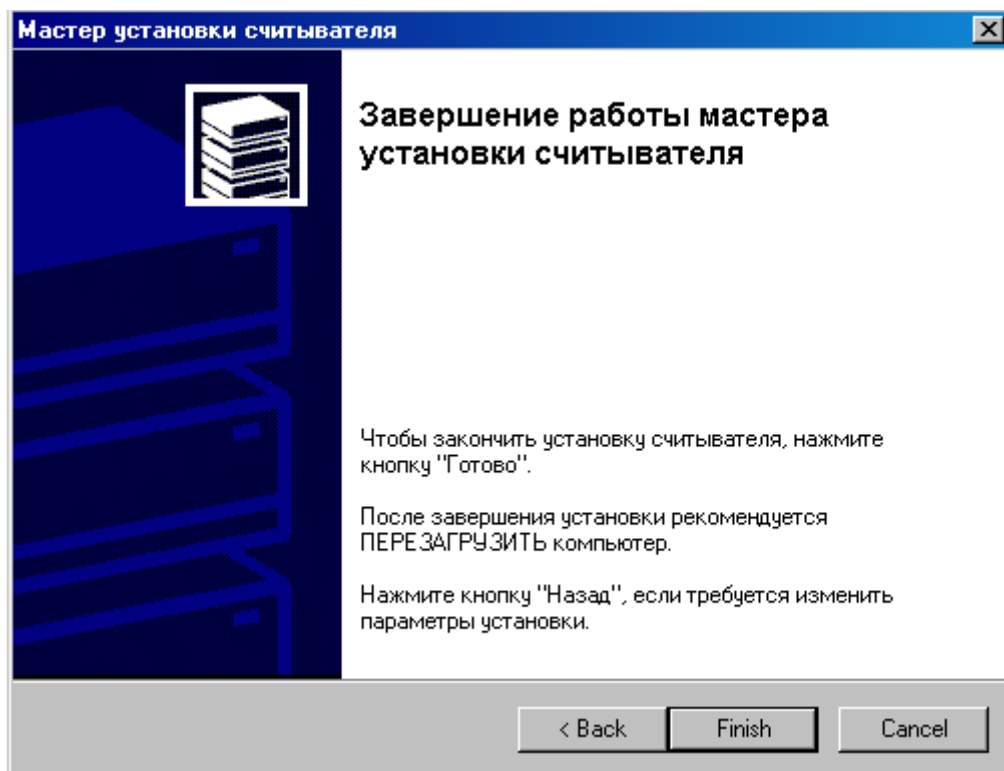 Мастер установки считывателя
Завершение работы мастера
установки считывателя
Чтобы закончить установку считывателя, нажмите
кнопку "Готово".
После завершения установки рекомендуется
ПЕРЕЗАГРУЗИТЬ компьютер.
Нажмите кнопку "Назад", если требуется изменить
параметры установки.
< Back
Finish
Cancel